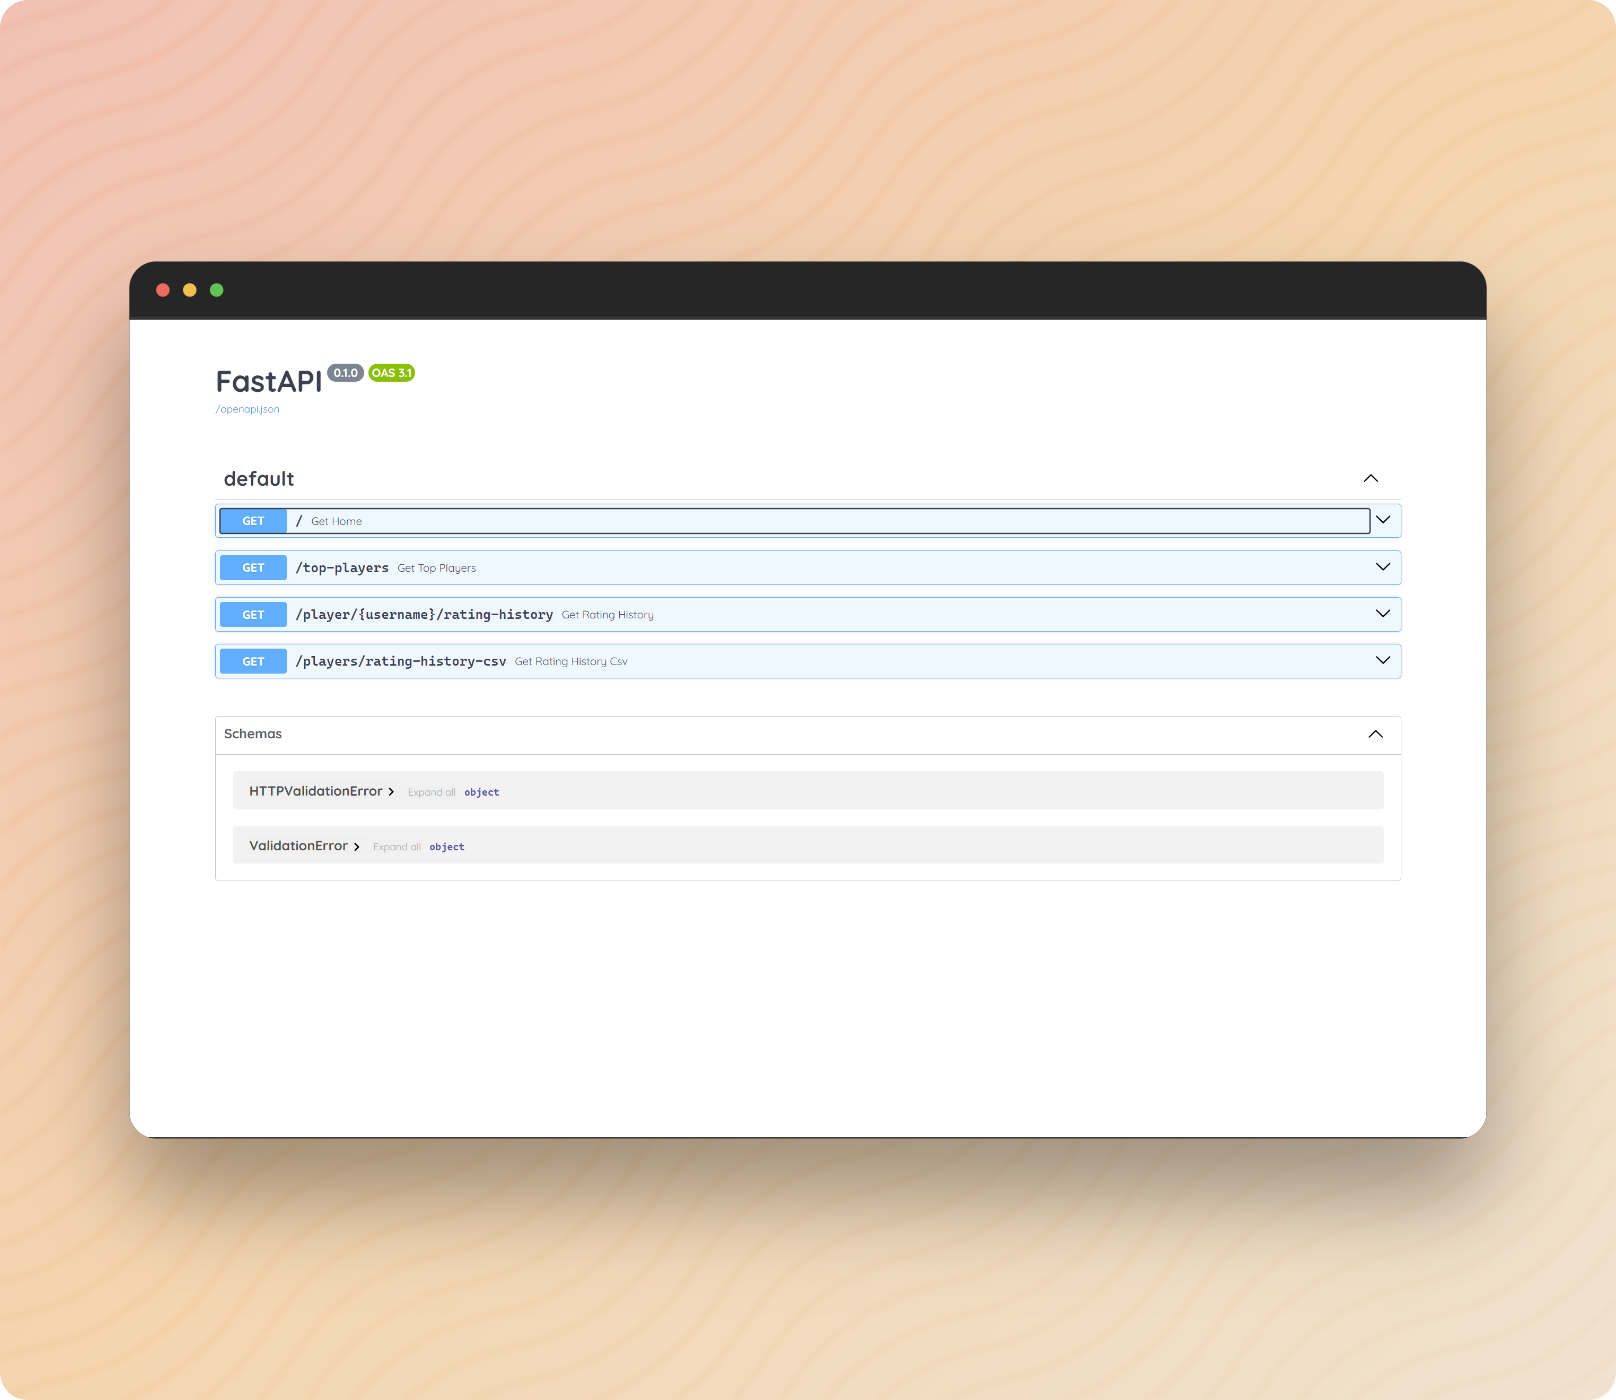 FastAPI 0.1.0 OAS 3.1
/openapi.json
default
GET / Get Home
GET /top-players Get Top Players
GET /player/{username}/rating-history Get Rating History
GET /players/rating-history-csv Get Rating History Csv
Schemas
HTTPValidationError Expand all object
ValidationError Expand all object